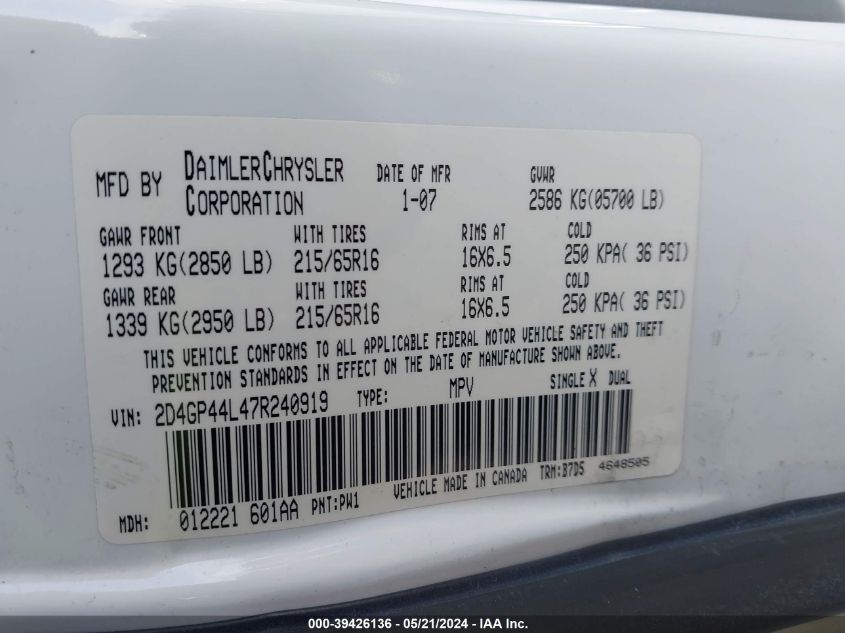 MFD BY DAIMLERCHRYSLER CORPORATION DATE OF MFR 1-07 GVWR 2586 KG(05700 LB)
GAWR FRONT WITH TIRES RIMS AT COLD
1293 KG(2850 LB) 215/65R16 16X6.5 250 KPA( 36 PSI)
GAWR REAR WITH TIRES RIMS AT COLD
1339 KG(2950 LB) 215/65R16 16X6.5 250 KPA( 36 PSI)
THIS VEHICLE CONFORMS TO ALL APPLICABLE FEDERAL MOTOR VEHICLE SAFETY AND THEFT
PREVENTION STANDARDS IN EFFECT ON THE DATE OF MANUFACTURE SHOWN ABOVE.
VIN: 2D4GP44L47R240919 TYPE: MPV SINGLE X DUAL
VEHICLE MADE IN CANADA TRM:B7D5 4648505
MDH: 012221 601AA PNT:PW1
000-39426136 - 05/21/2024 - IAA, Inc.